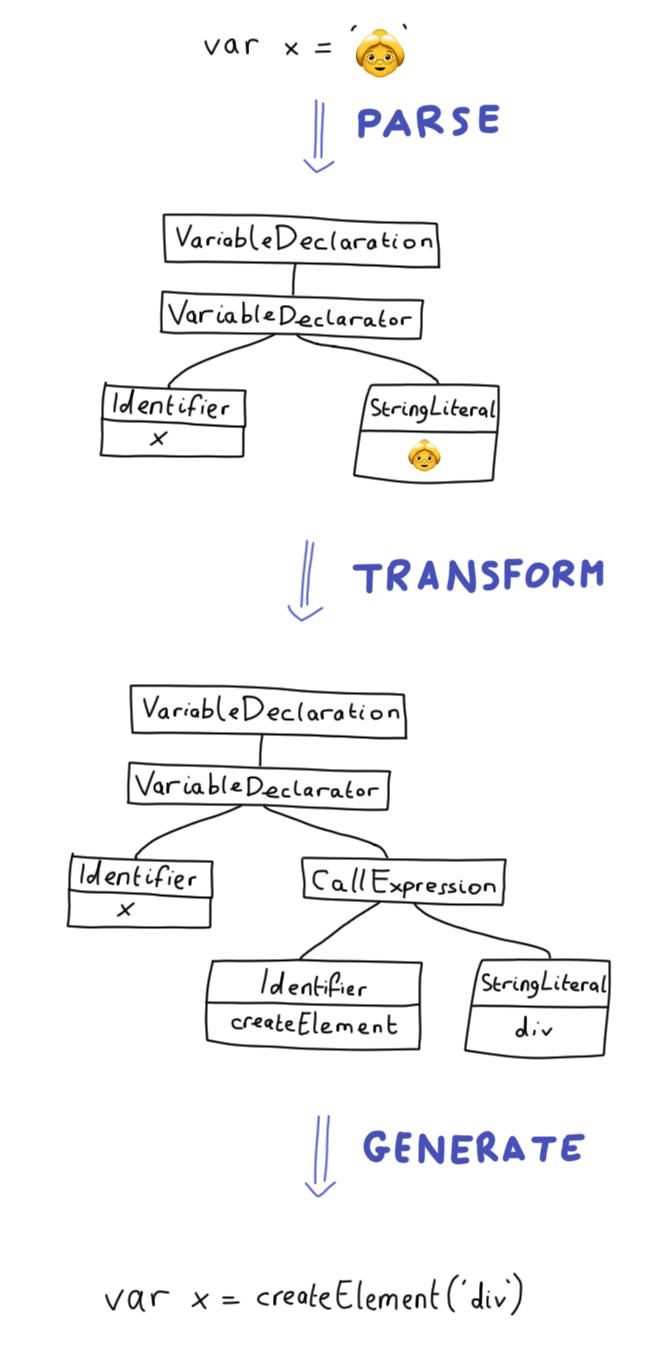 var x = '👵'
PARSE
VariableDeclaration
VariableDeclarator
Identifier
x
StringLiteral
👵
TRANSFORM
VariableDeclaration
VariableDeclarator
Identifier
x
CallExpression
Identifier
createElement
StringLiteral
div
GENERATE
var x = createElement('div')